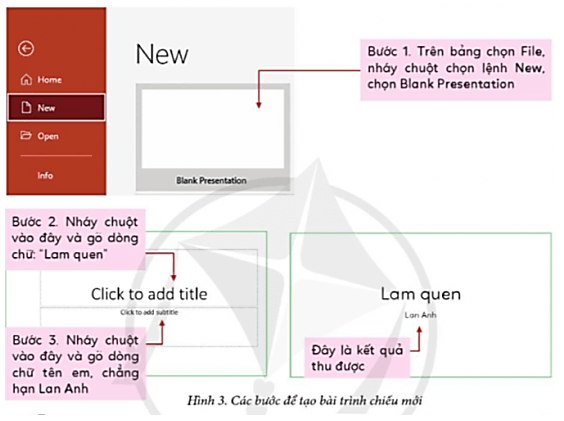 New
Home
New
Open
Info
Blank Presentation
Bước 1. Trên bảng chọn File,
nháy chuột chọn lệnh New,
chọn Blank Presentation
Bước 2. Nháy chuột
vào đây và gõ dòng
chữ: "Lam quen"
Click to add title
Click to add subtitle
Bước 3. Nháy chuột
vào đây và gõ dòng
chữ tên em, chẳng
hạn Lan Anh
Lam quen
Lan Anh
Đây là kết quả
thu được
Hình 3. Các bước để tạo bài trình chiếu mới